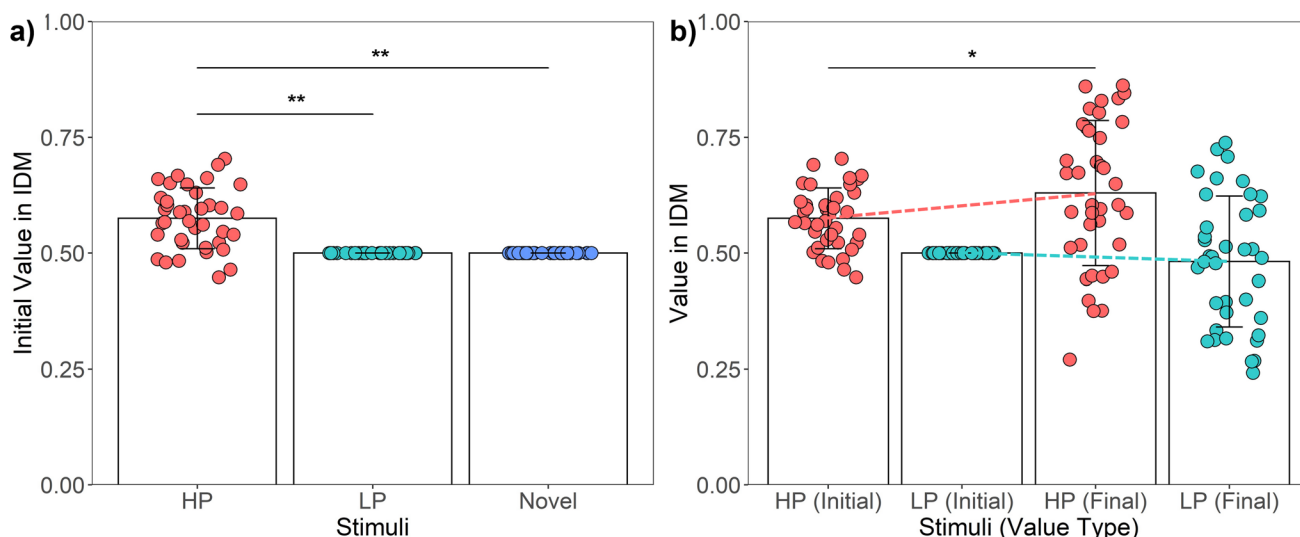 a)
Initial Value in IDM
1.00
0.75
0.50
0.25
0.00
**
**
HP LP Novel
Stimuli
b)
Value in IDM
1.00
0.75
0.50
0.25
0.00
*
HP (Initial) LP (Initial) HP (Final) LP (Final)
Stimuli (Value Type)